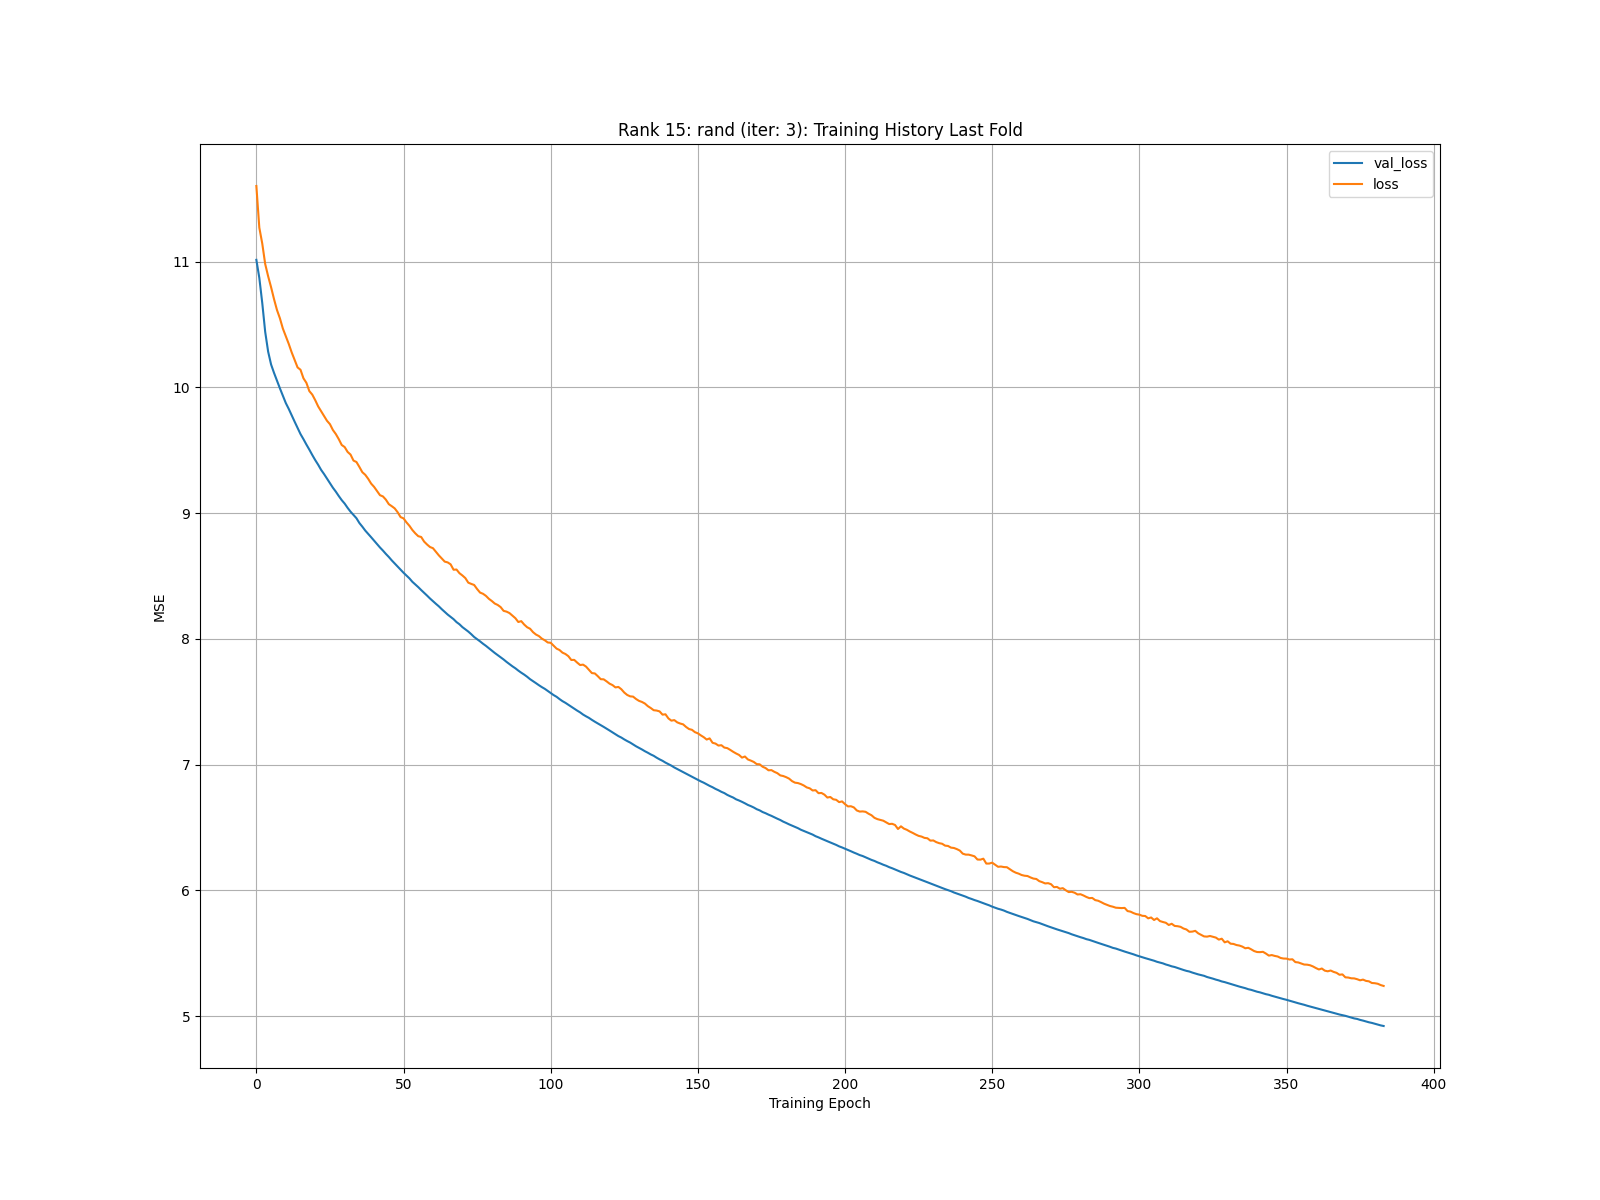 Rank 15: rand (iter: 3): Training History Last Fold
val_loss
loss
11
10
9
8
7
6
5
MSE
0 50 100 150 200 250 300 350 400
Training Epoch